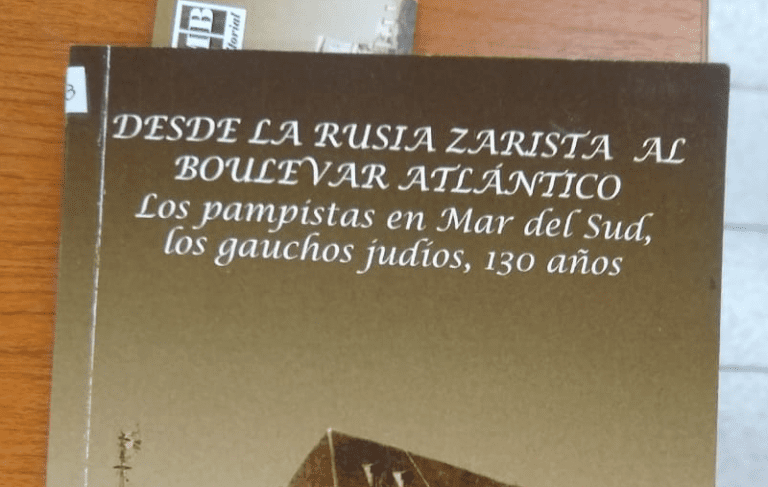 DESDE LA RUSIA ZARISTA AL
BOULEVAR ATLÁNTICO
Los pampistas en Mar del Sud,
los gauchos judíos, 130 años